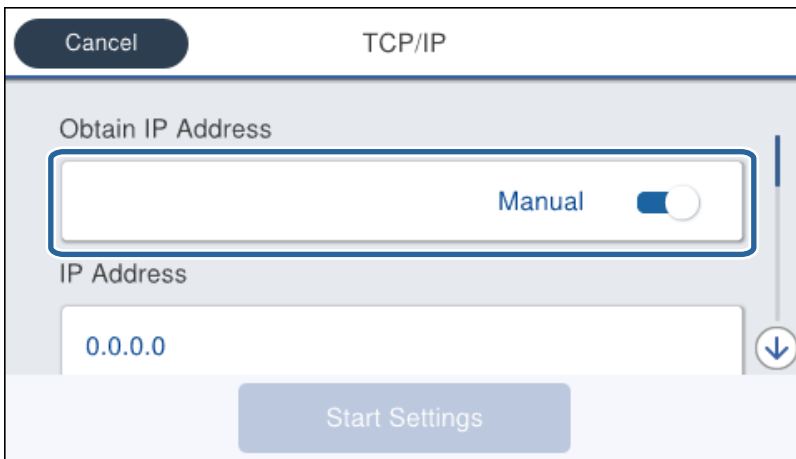 Cancel TCP/IP
Obtain IP Address
Manual
IP Address
0.0.0.0
Start Settings